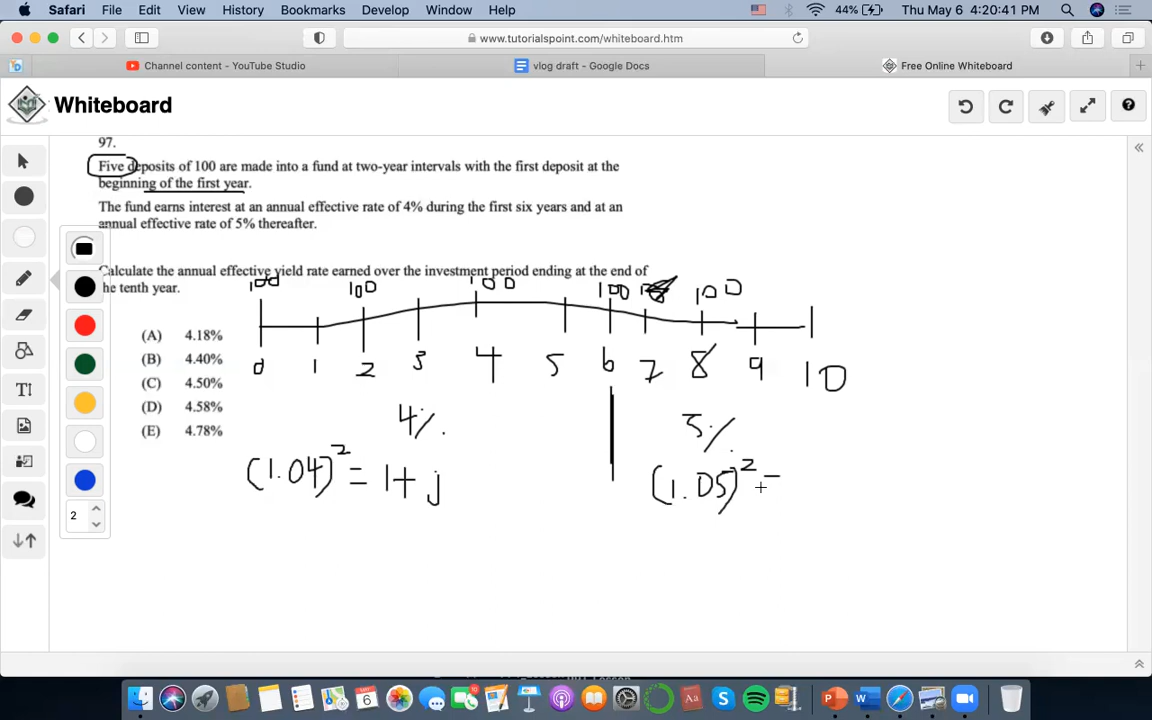 Safari File Edit View History Bookmarks Develop Window Help 44% Thu May 6 4:20:41 PM
www.tutorialspoint.com/whiteboard.htm
Channel content - YouTube Studio vlog draft - Google Docs Free Online Whiteboard
Whiteboard
97.
Five deposits of 100 are made into a fund at two-year intervals with the first deposit at the
beginning of the first year.
The fund earns interest at an annual effective rate of 4% during the first six years and at an
annual effective rate of 5% thereafter.
Calculate the annual effective yield rate earned over the investment period ending at the end of
the tenth year.
100 100 100 100 100
(A) 4.18%
(B) 4.40%
(C) 4.50%
(D) 4.58%
(E) 4.78%
0 1 2 3 4 5 6 7 8 9 10
4% 5%
(1.04)² = 1+ j (1.05)² =
2